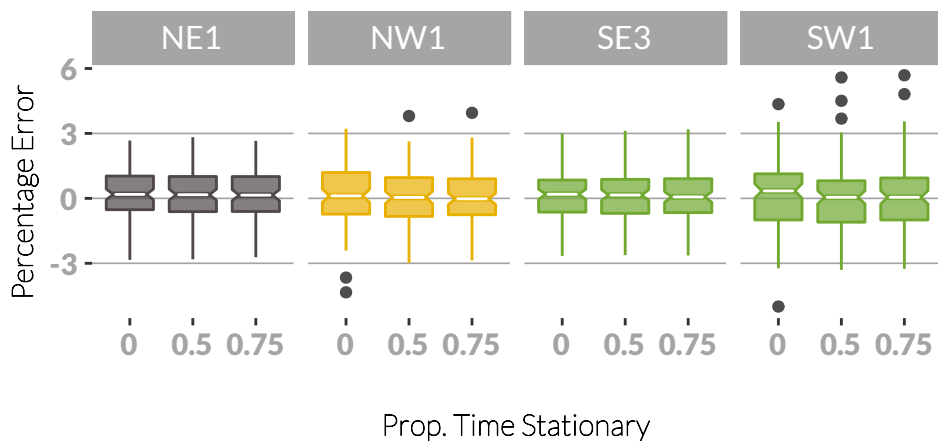 NE1 NW1 SE3 SW1
Percentage Error
6
3
0
-3
0 0.5 0.75 0 0.5 0.75 0 0.5 0.75 0 0.5 0.75
Prop. Time Stationary